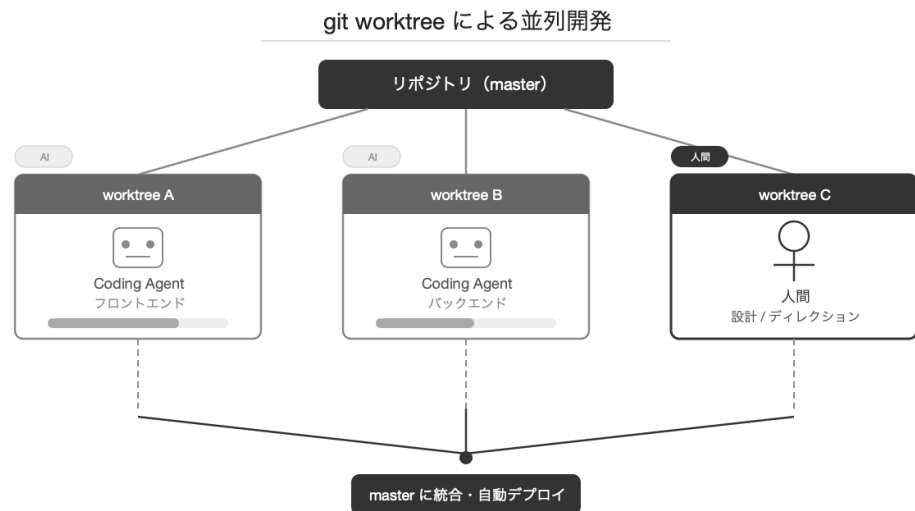 git worktree による並列開発
リポジトリ（master）
AI
AI
人間
worktree A
worktree B
worktree C
Coding Agent
フロントエンド
Coding Agent
バックエンド
人間
設計 / ディレクション
master に統合・自動デプロイ